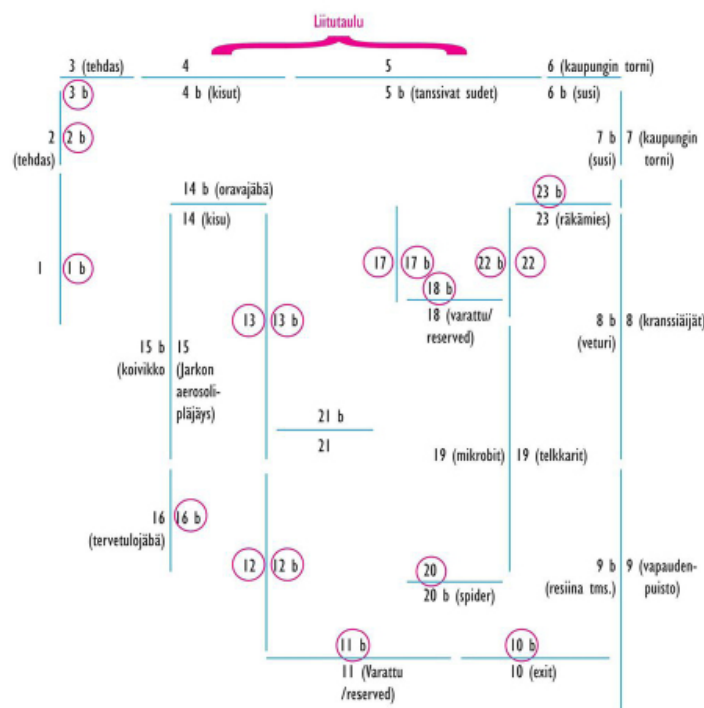 Liitutaulu
3 (tehdas)
4
5
6 (kaupungin torni)
3 b
4 b (kisut)
5 b (tanssivat sudet)
6 b (susi)
2
(tehdas)
2 b
7 b
(susi)
7 (kaupungin
torni)
14 b (oravajäbä)
14 (kisu)
23 b
23 (räkämies)
1
1 b
17
17 b
22 b
22
18 b
18 (varattu/
reserved)
13
13 b
8 b
(veturi)
8 (kranssiäijät)
15 b
(koivikko
15
(Jarkon
aerosoli-
pläjäys)
21 b
21
19 (mikrobit)
19 (telkkarit)
16
(tervetulojäbä)
16 b
12
12 b
20
20 b (spider)
9 b
(resiina tms.)
9 (vapauden-
puisto)
11 b
11 (Varattu
/reserved)
10 b
10 (exit)